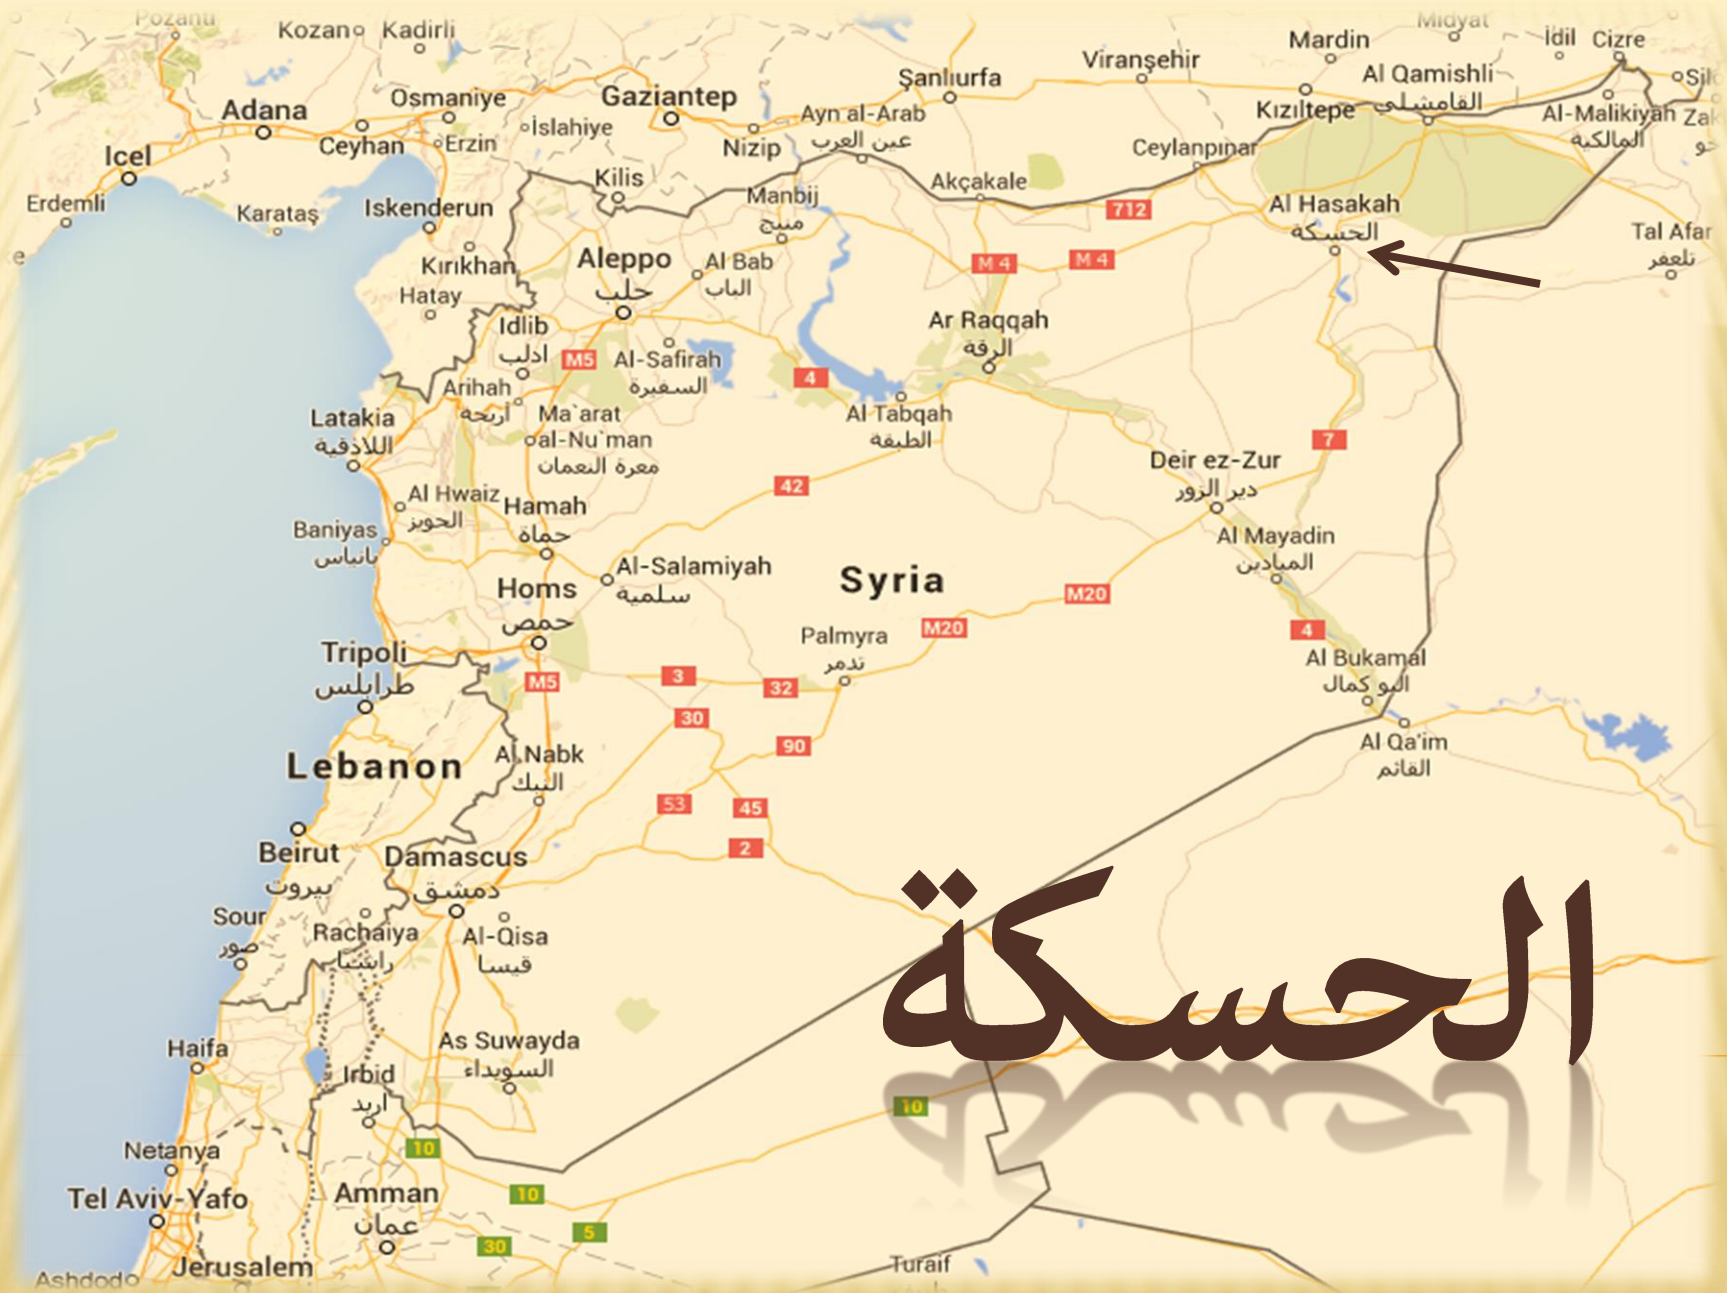 Pozantı
Kozan
Kadirli
Midyat
Mardin
İdil
Cizre
Viranşehir
Şanlıurfa
Al Qamishli
القامشلي
Adana
Osmaniye
Gaziantep
Ayn al-Arab
عين العرب
Kızıltepe
Al-Malikiyah
المالكية
Ceyhan
Erzin
İslahiye
Nizip
Ceylanpınar
Icel
Kilis
Akçakale
Manbij
منبج
Erdemli
Karataş
Iskenderun
712
Al Hasakah
الحسكة
Tal Afar
تلعفر
Kırıkhan
Aleppo
حلب
Al Bab
الباب
M 4
M 4
Hatay
Idlib
ادلب
M5
Al-Safirah
السفيرة
Ar Raqqah
الرقة
4
Arihah
أريحه
Al Tabqah
الطبقة
Latakia
اللاذقية
Ma`arat
al-Nu`man
معرة النعمان
7
Deir ez-Zur
دير الزور
42
Al Hwaiz
الحويز
Hamah
حماة
Baniyas
بانياس
Al Mayadin
الميادين
Al-Salamiyah
سلمية
Syria
Homs
حمص
M20
M20
4
Palmyra
تدمر
Tripoli
طرابلس
Al Bukamal
البو كمال
M5
3
32
30
90
Al Qa'im
القائم
Lebanon
Al Nabk
النبك
53
45
2
Beirut
بيروت
Damascus
دمشق
Sour
صور
Rachaiya
راشيا
Al-Qisa
قيسا
الحسكة
Haifa
As Suwayda
السويداء
Irbid
اربد
10
10
Netanya
Tel Aviv-Yafo
Amman
عمان
10
5
30
Jerusalem
Ashdod
Turaif